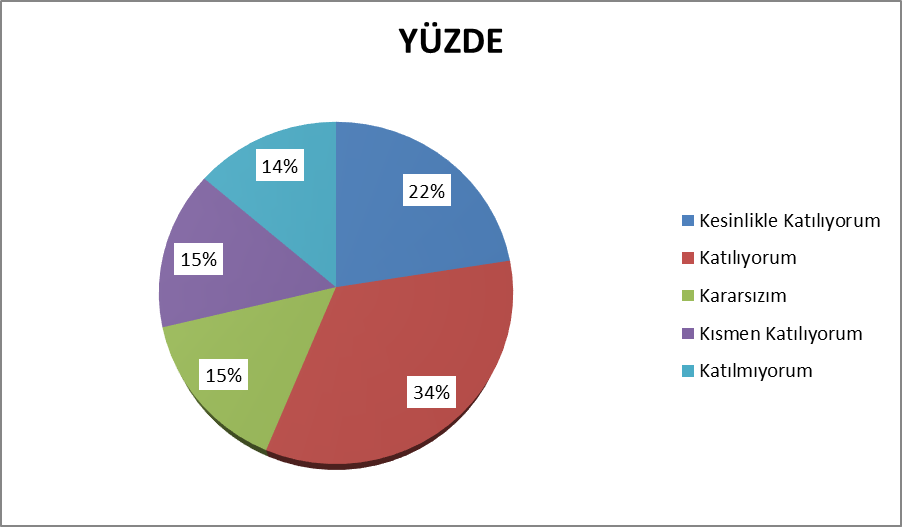 YÜZDE
14%
22%
15%
15%
34%
Kesinlikle Katılıyorum
Katılıyorum
Kararsızım
Kısmen Katılıyorum
Katılmıyorum